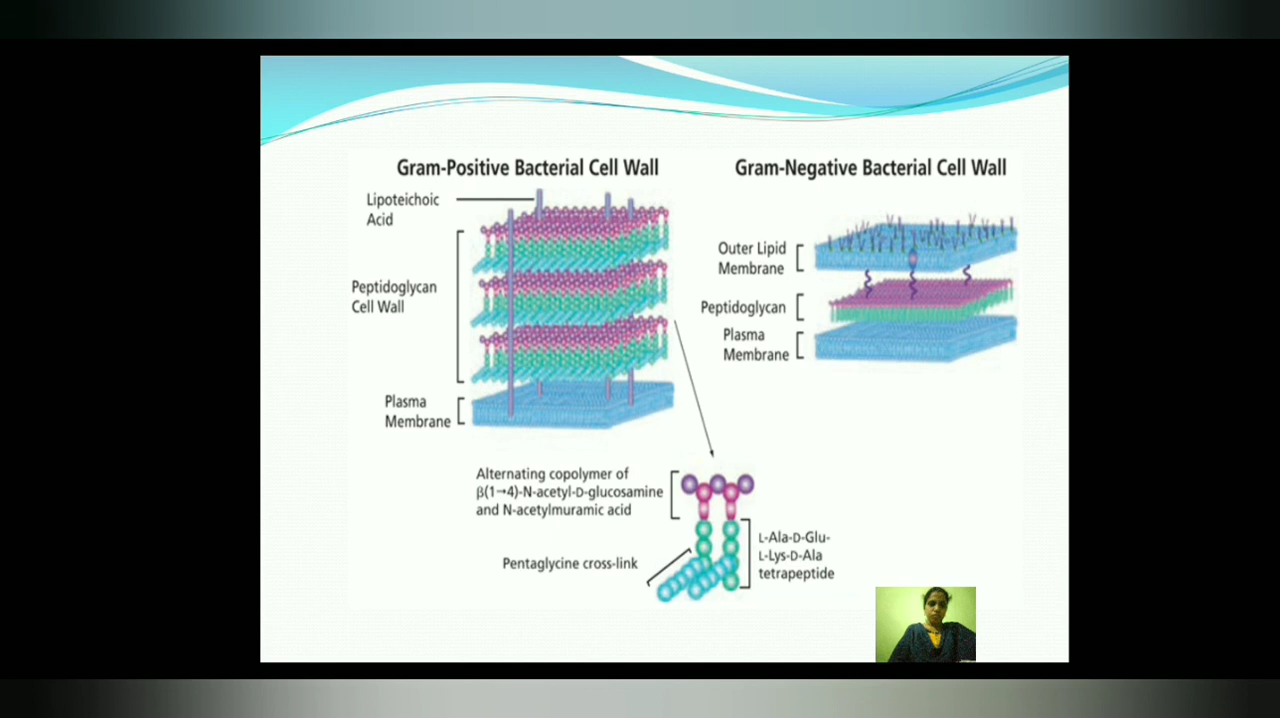 Gram-Positive Bacterial Cell Wall
Lipoteichoic
Acid
Peptidoglycan
Cell Wall
Plasma
Membrane
Gram-Negative Bacterial Cell Wall
Outer Lipid
Membrane
Peptidoglycan
Plasma
Membrane
Alternating copolymer of
β(1→4)-N-acetyl-D-glucosamine
and N-acetylmuramic acid
Pentaglycine cross-link
L-Ala-D-Glu-
L-Lys-D-Ala
tetrapeptide